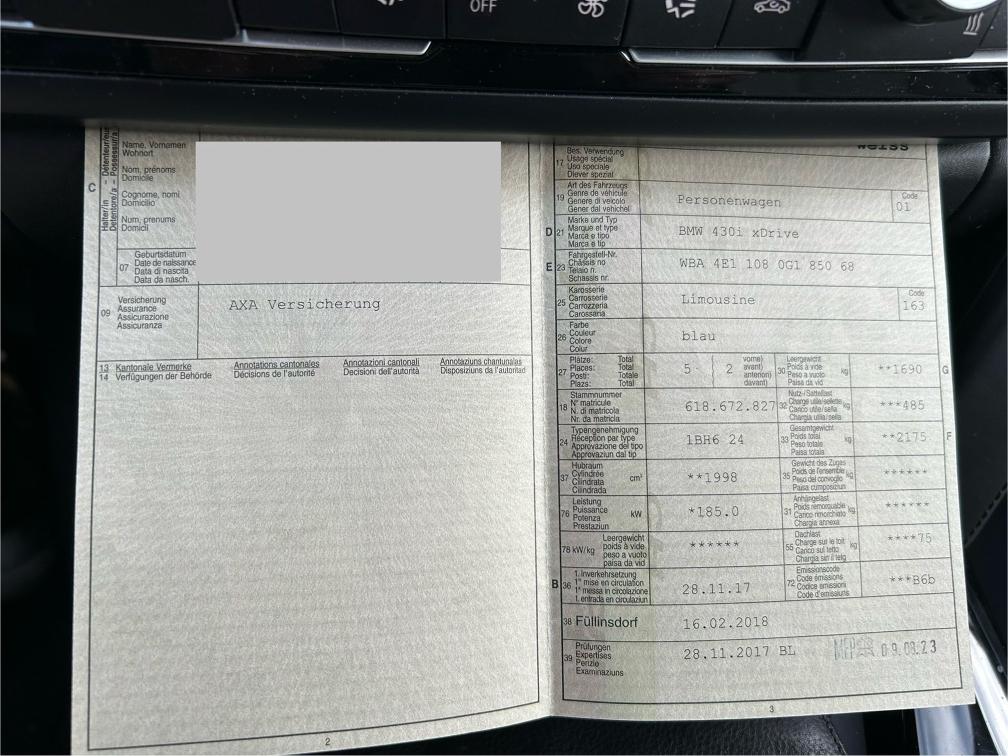 OFF
C
Halter/in – Détenteur/euse
Detentore/a – Possessur/a
Name, Vornamen
Wohnort
Nom, prénoms
Domicile
Cognome, nomi
Domicilio
Num, prenums
Domicil
07
Geburtsdatum
Date de naissance
Data di nascita
Data da nasch.
09
Versicherung
Assurance
Assicurazione
Assicuranza
AXA Versicherung
13 Kantonale Vermerke Annotations cantonales Annotazioni cantonali Annotaziuns chantunalas
14 Verfügungen der Behörde Décisions de l'autorité Decisioni dell'autorità Disposiziuns da l'autoritad
2
weiss
17
Bes. Verwendung
Usage spécial
Uso speciale
Diever spezial
19
Art des Fahrzeugs
Genre de véhicule
Genere di veicolo
Gener dal vehichel
Personenwagen
Code
01
D 21
Marke und Typ
Marque et type
Marca e tipo
Marca e tip
BMW 430i xDrive
E 23
Fahrgestell-Nr.
Châssis no
Telaio n.
Schassis nr.
WBA 4E1 108 0G1 850 68
25
Karosserie
Carrosserie
Carrozzeria
Carossaria
Limousine
Code
163
26
Farbe
Couleur
Colore
Colur
blau
27
Plätze: Total
Places: Total
Posti: Totale
Plazs: Total
5 2
vorne)
avant)
anteriori)
davant)
30
Leergewicht
Poids à vide
Peso a vuoto
Paisa da vid
kg
**1690
G
18
Stammnummer
N° matricule
N. di matricola
Nr. da matricla
618.672.827
32
Nutz-/Sattellast
Charge utile/sellette
Carico utile/sella
Chargia utila/sella
kg
***485
24
Typengenehmigung
Réception par type
Approvazione del tipo
Approvaziun dal tip
1BH6 24
33
Gesamtgewicht
Poids total
Peso totale
Paisa totala
kg
**2175
F
37
Hubraum
Cylindrée
Cilindrata
Cilindrada
cm³
**1998
35
Gewicht des Zuges
Poids de l'ensemble
Peso del convoglio
Paisa cumposiziun
kg
******
76
Leistung
Puissance
Potenza
Prestaziun
kW
*185.0
31
Anhängelast
Poids remorquable
Carico rimorchiato
Chargia annexa
kg
******
78 kW/kg
Leergewicht
poids à vide
peso a vuoto
paisa da vid
******
55
Dachlast
Charge sur le toit
Carico sul tetto
Chargia sin il tetg
kg
****75
B 36
1. Inverkehrsetzung
1re mise en circulation
1a messa in circolazione
1. entrada en circulaziun
28.11.17
72
Emissionscode
Code émissions
Codice emissioni
Code d'emissiuns
***B6b
38 Füllinsdorf
16.02.2018
39
Prüfungen
Expertises
Perizie
Examinaziuns
28.11.2017 BL
MFP 09.08.23
3